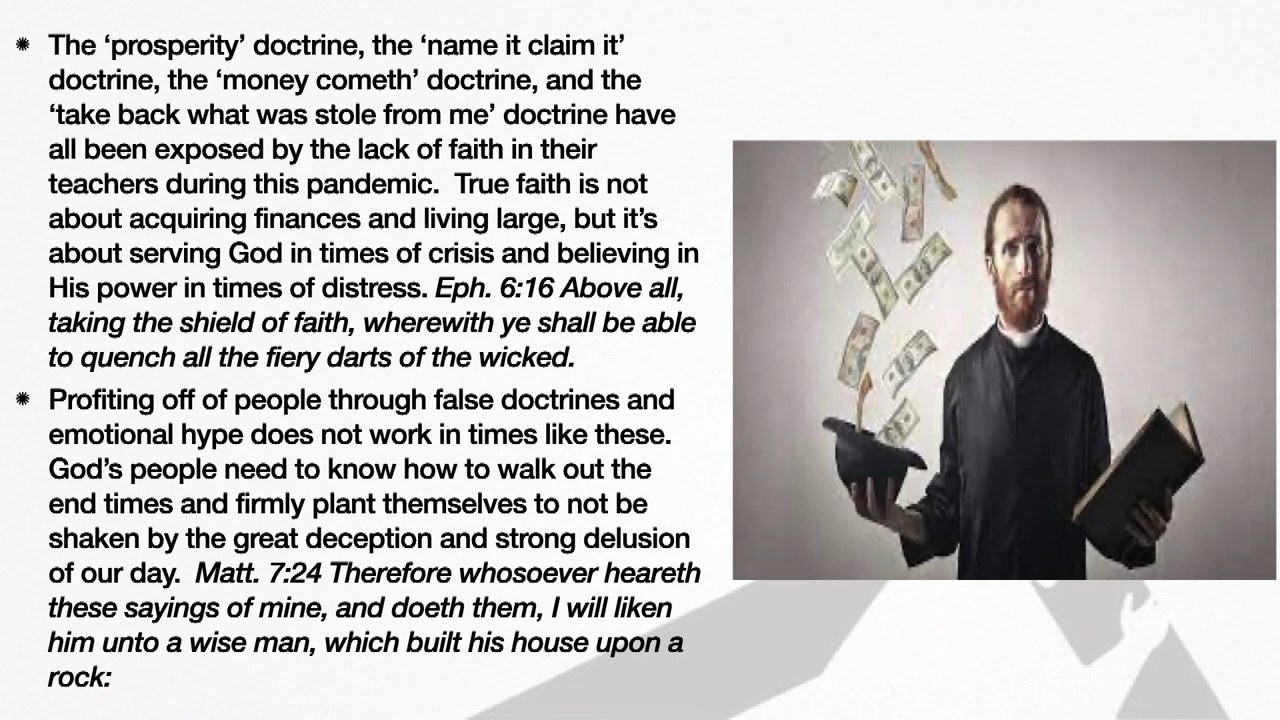 The ‘prosperity’ doctrine, the ‘name it claim it’
doctrine, the ‘money cometh’ doctrine, and the
‘take back what was stole from me’ doctrine have
all been exposed by the lack of faith in their
teachers during this pandemic.  True faith is not
about acquiring finances and living large, but it’s
about serving God in times of crisis and believing in
His power in times of distress. Eph. 6:16 Above all,
taking the shield of faith, wherewith ye shall be able
to quench all the fiery darts of the wicked.
Profiting off of people through false doctrines and
emotional hype does not work in times like these.
God’s people need to know how to walk out the
end times and firmly plant themselves to not be
shaken by the great deception and strong delusion
of our day.  Matt. 7:24 Therefore whosoever heareth
these sayings of mine, and doeth them, I will liken
him unto a wise man, which built his house upon a
rock: